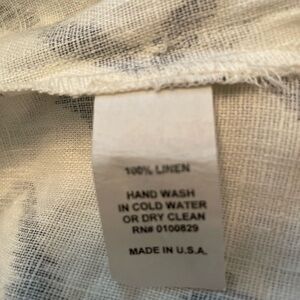 100% LINEN
HAND WASH
IN COLD WATER
OR DRY CLEAN
RN# 0100829
MADE IN U.S.A.